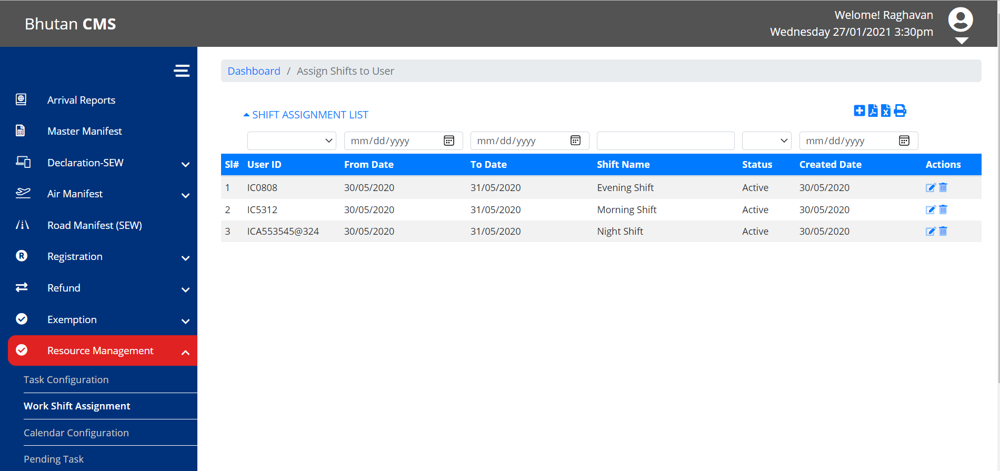 Bhutan CMS
Welome! Raghavan
Wednesday 27/01/2021 3:30pm
Arrival Reports
Master Manifest
Declaration-SEW
Air Manifest
Road Manifest (SEW)
R Registration
Refund
Exemption
Resource Management
Task Configuration
Work Shift Assignment
Calendar Configuration
Pending Task
Dashboard / Assign Shifts to User
SHIFT ASSIGNMENT LIST
mm/dd/yyyy mm/dd/yyyy mm/dd/yyyy
Sl# User ID From Date To Date Shift Name Status Created Date Actions
1 IC0808 30/05/2020 31/05/2020 Evening Shift Active 30/05/2020
2 IC5312 30/05/2020 31/05/2020 Morning Shift Active 30/05/2020
3 ICA553545@324 30/05/2020 31/05/2020 Night Shift Active 30/05/2020